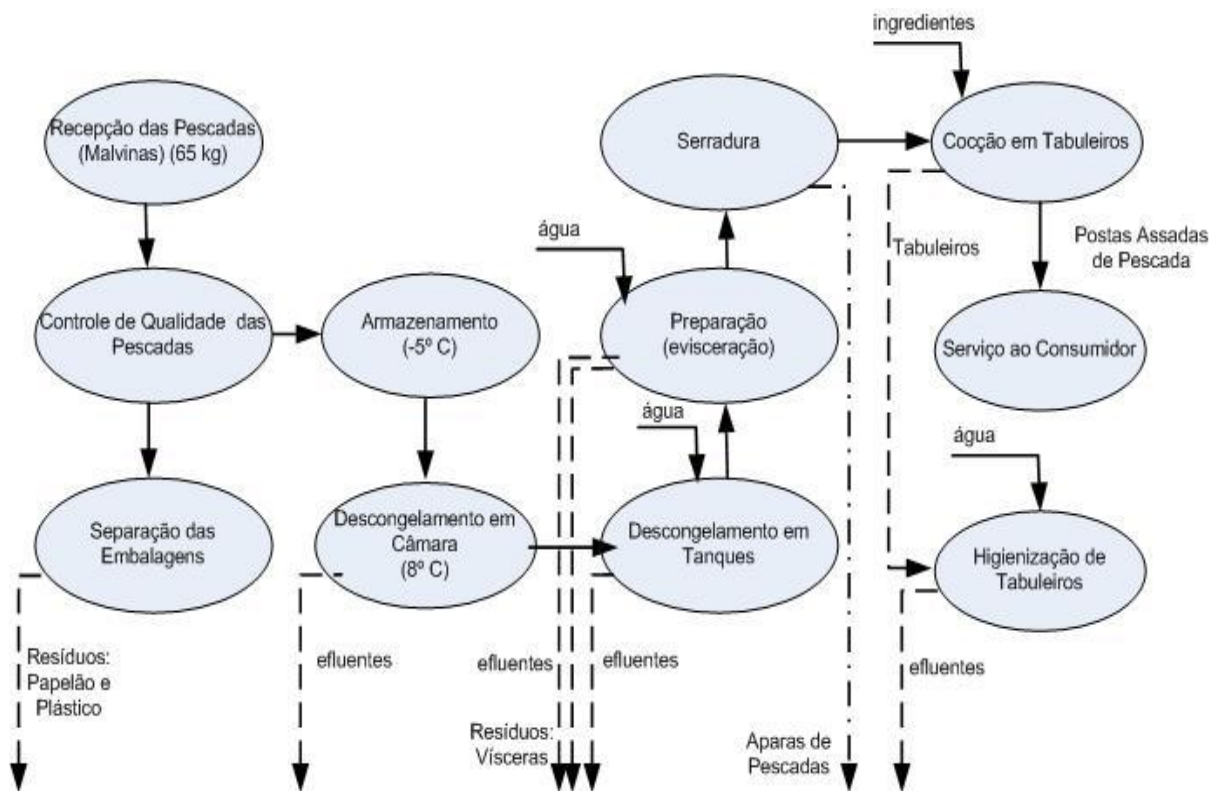 ingredientes
Recepção das Pescadas
(Malvinas) (65 kg)
Serradura
Cocção em Tabuleiros
água
Tabuleiros
Postas Assadas
de Pescada
Controle de Qualidade das
Pescadas
Armazenamento
(-5º C)
Preparação
(evisceração)
Serviço ao Consumidor
água
água
Separação das
Embalagens
Descongelamento em
Câmara
(8º C)
Descongelamento em
Tanques
Higienização de
Tabuleiros
Resíduos:
Papelão e
Plástico
efluentes
efluentes
efluentes
efluentes
Resíduos:
Vísceras
Aparas de
Pescadas